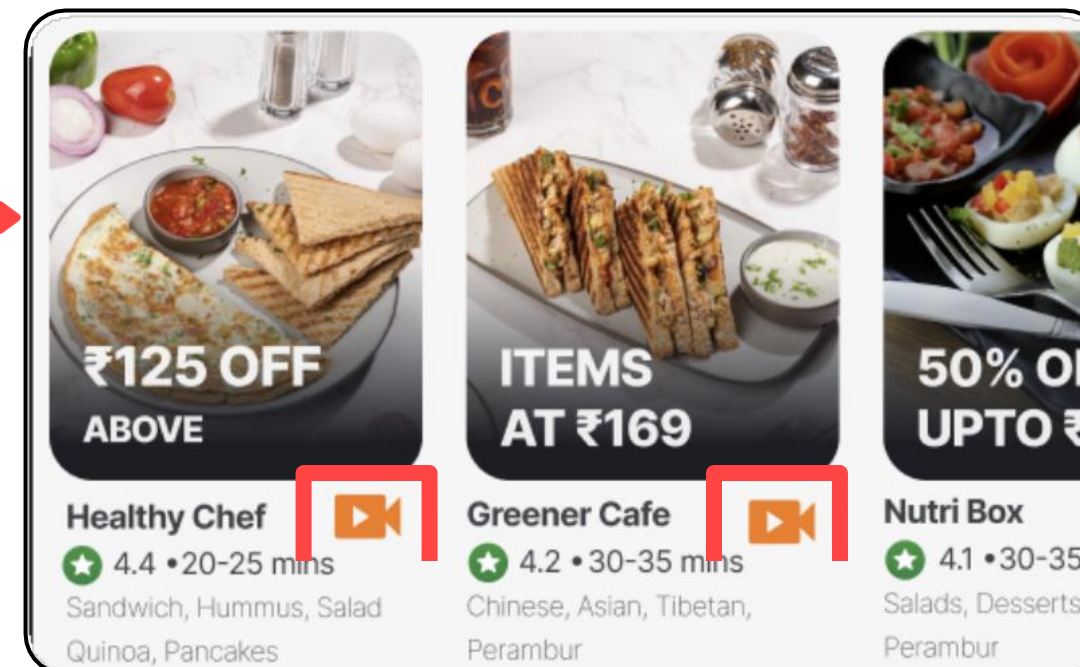 ₹125 OFF
ABOVE
Healthy Chef
4.4 •20-25 mins
Sandwich, Hummus, Salad
Quinoa, Pancakes
ITEMS
AT ₹169
Greener Cafe
4.2 •30-35 mins
Chinese, Asian, Tibetan,
Perambur
50%
UPTO ₹
Nutri Box
4.1 •30-35
Salads, Desserts
Perambur